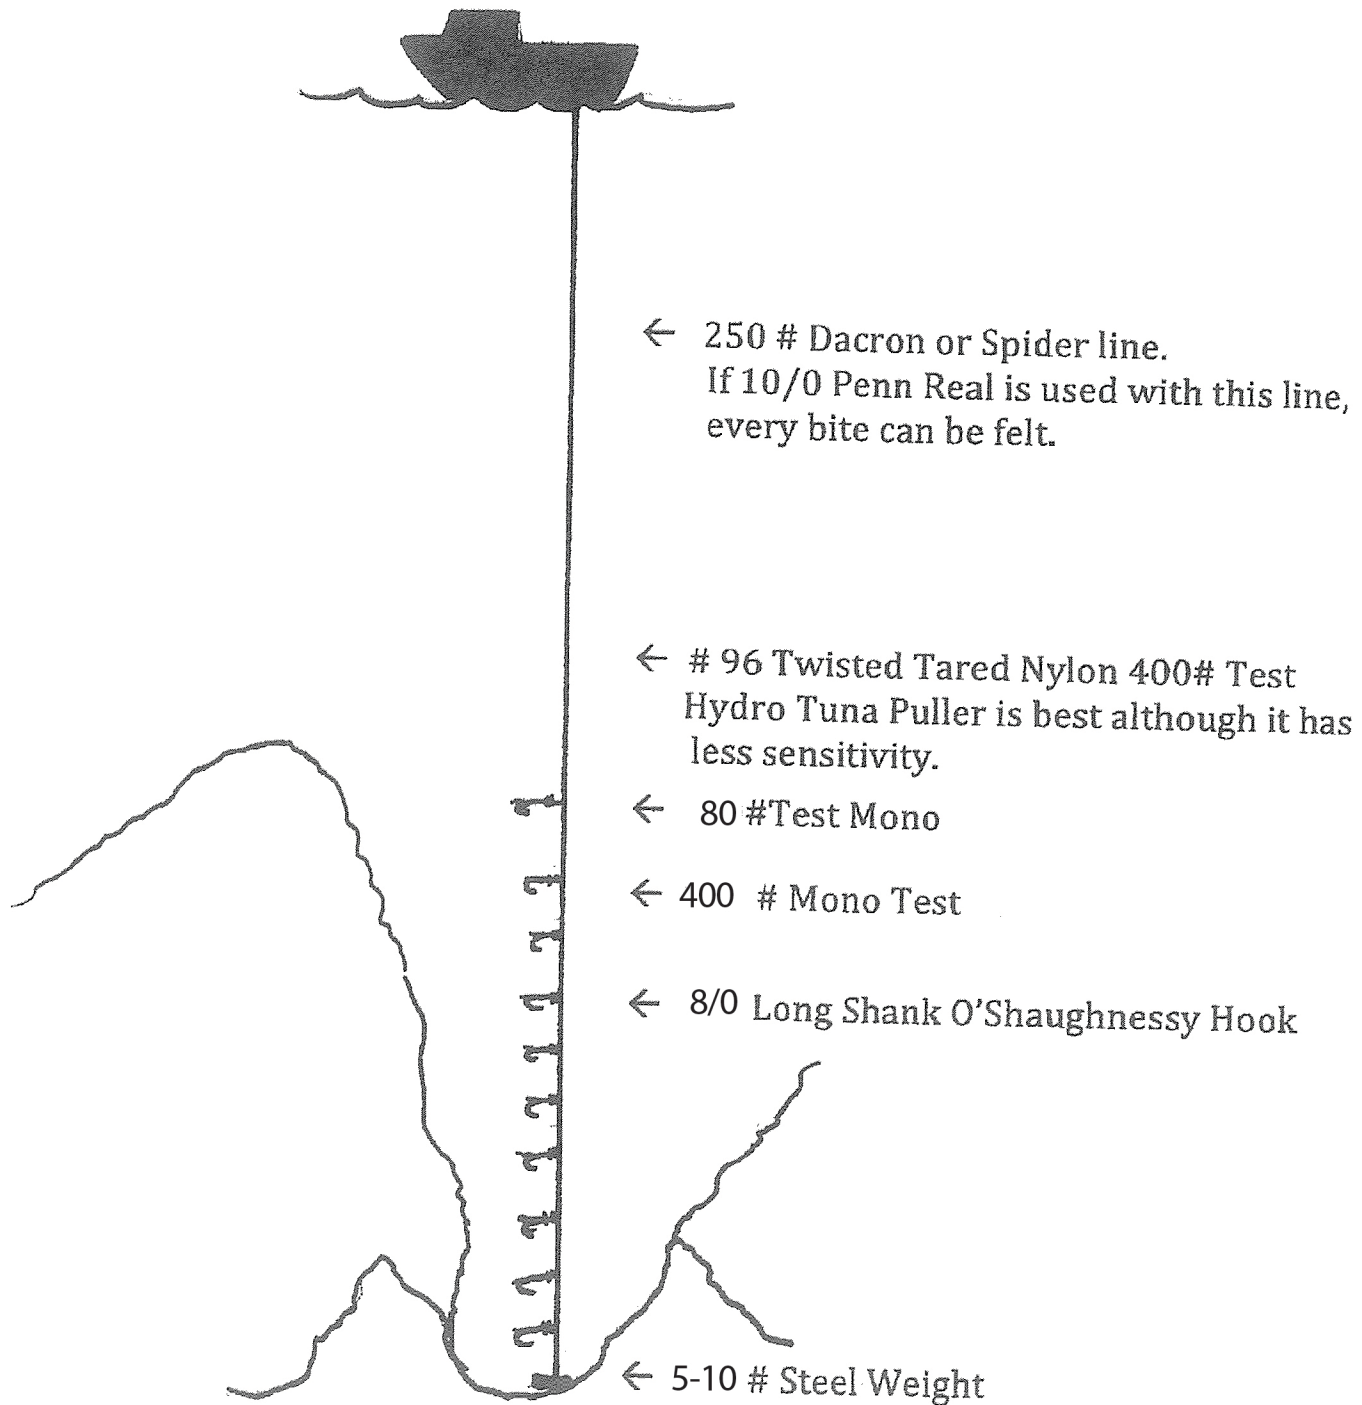 ← 250 # Dacron or Spider line.
If 10/0 Penn Real is used with this line,
every bite can be felt.
← # 96 Twisted Tared Nylon 400# Test
Hydro Tuna Puller is best although it has
less sensitivity.
← 80 #Test Mono
← 400 # Mono Test
← 8/0 Long Shank O'Shaughnessy Hook
← 5-10 # Steel Weight